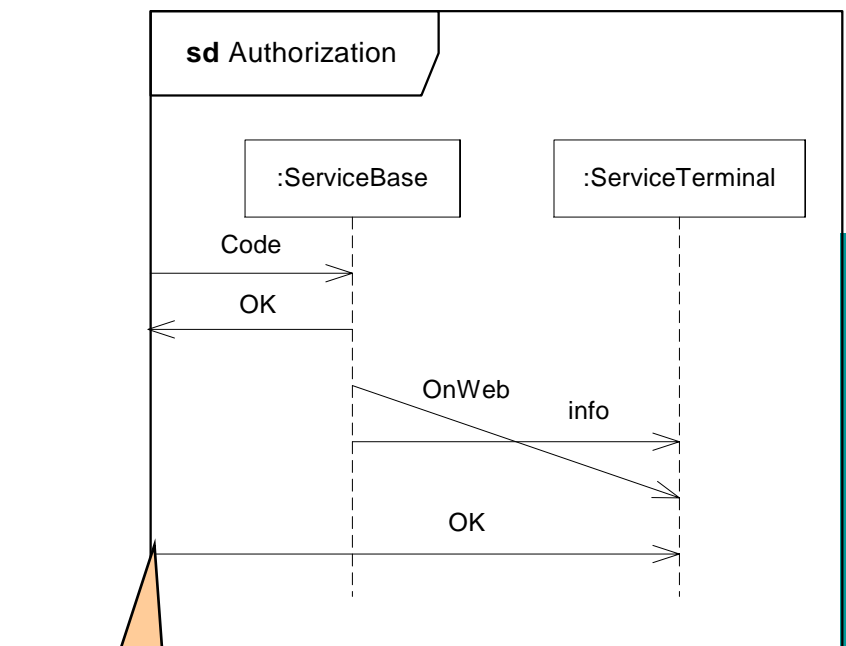 sd Authorization
:ServiceBase
:ServiceTerminal
Code
OK
OnWeb
info
OK